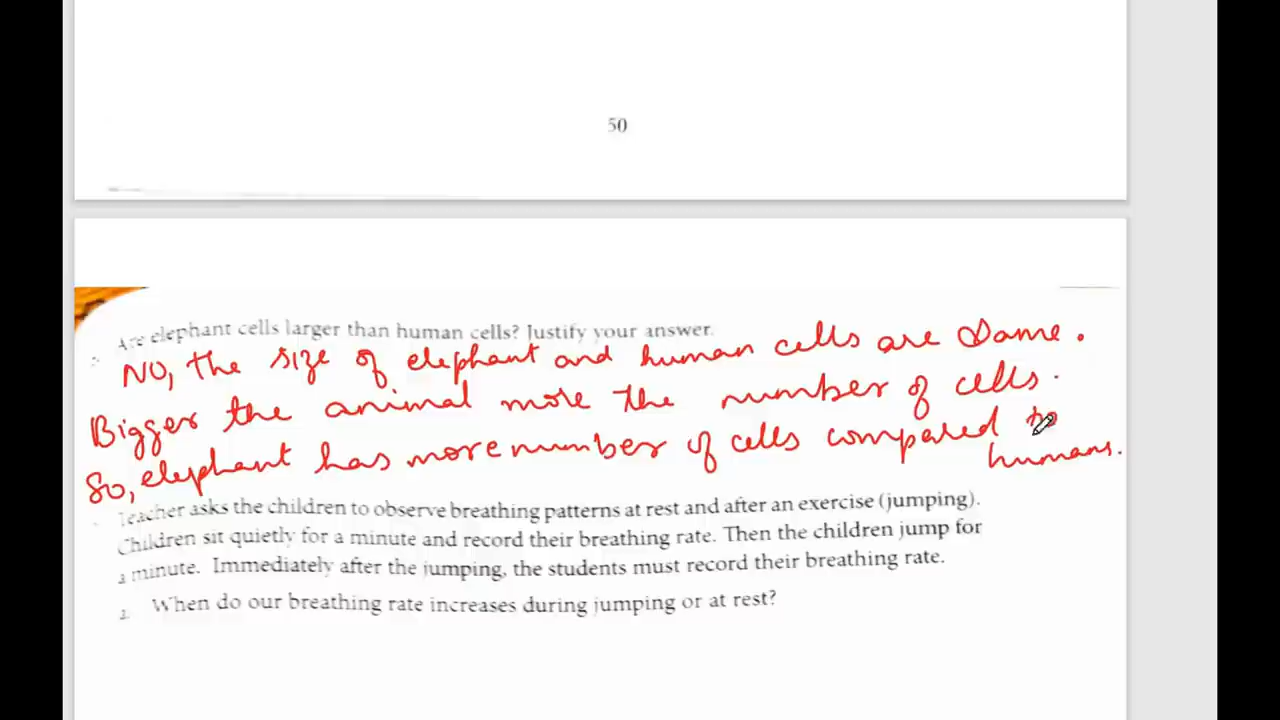 50
Are elephant cells larger than human cells? Justify your answer.
NO, the size of elephant and human cells are same.
Bigger the animal more the number of cells.
So, elephant has more number of cells compared to
humans.
Teacher asks the children to observe breathing patterns at rest and after an exercise (jumping).
Children sit quietly for a minute and record their breathing rate. Then the children jump for
a minute. Immediately after the jumping, the students must record their breathing rate.
When do our breathing rate increases during jumping or at rest?